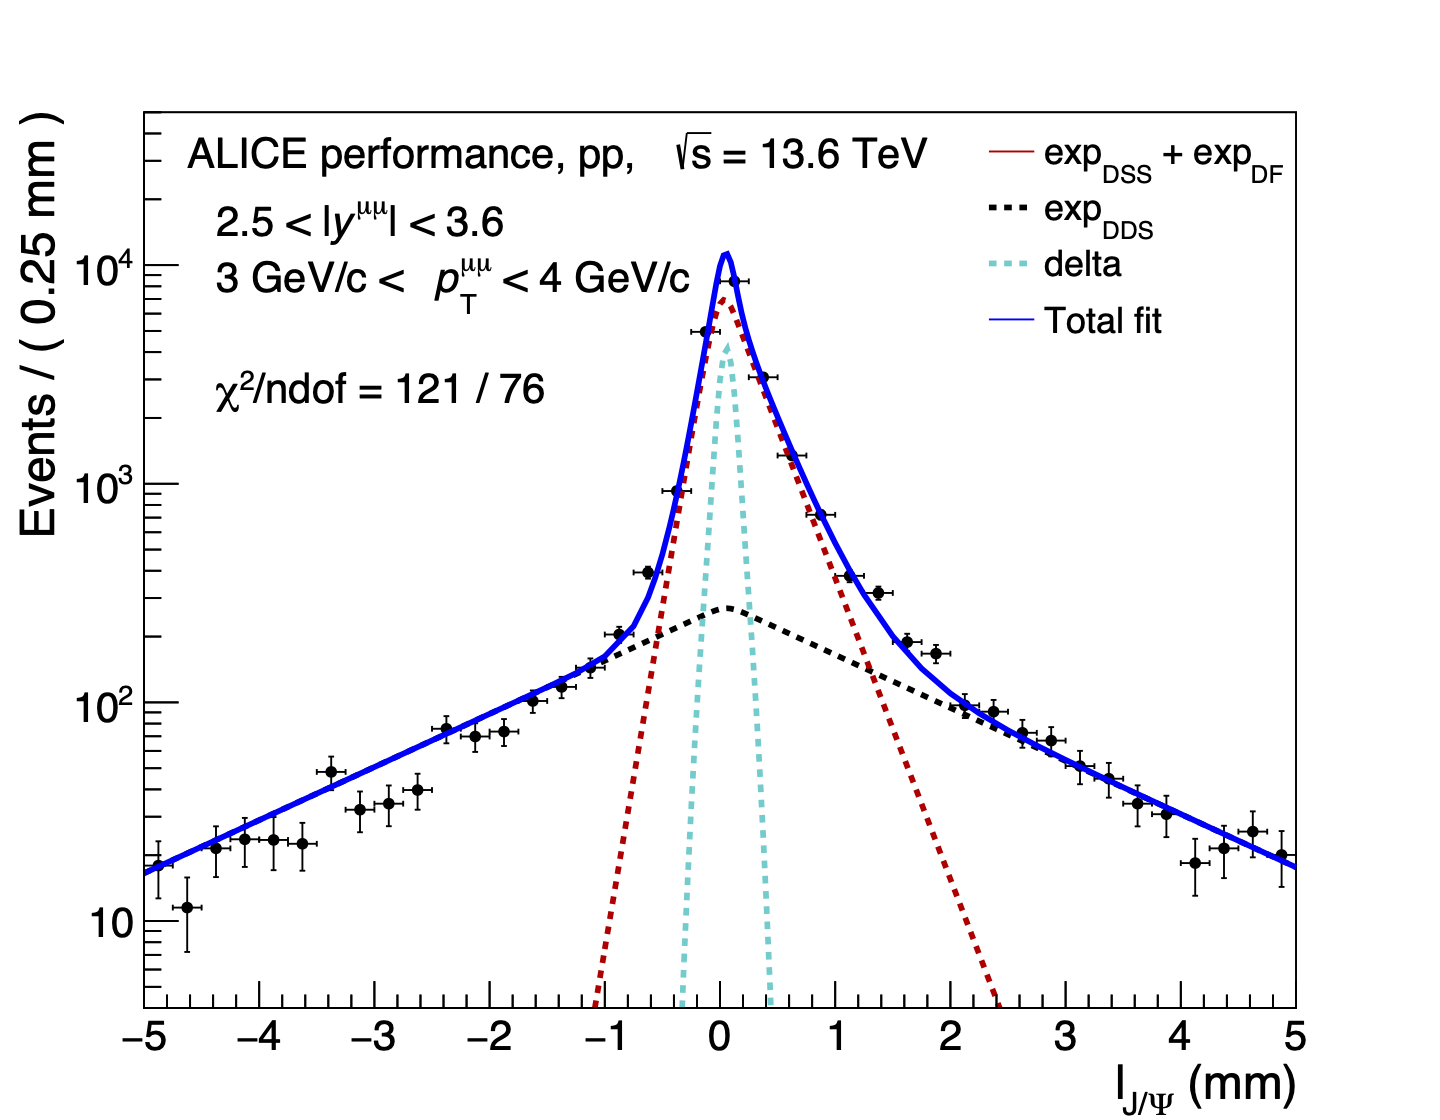 ALICE performance, pp, √s = 13.6 TeV
2.5 < |y^μμ| < 3.6
3 GeV/c < p_T^μμ < 4 GeV/c
χ²/ndof = 121 / 76
exp_DSS + exp_DF
exp_DDS
delta
Total fit
Events / ( 0.25 mm )
10⁴
10³
10²
10
−5 −4 −3 −2 −1 0 1 2 3 4 5
l_J/Ψ (mm)